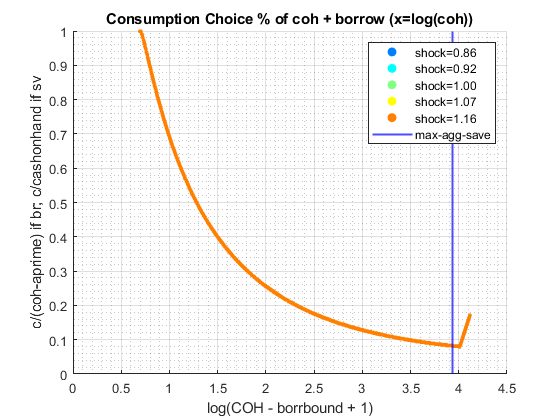 Consumption Choice % of coh + borrow (x=log(coh))
c/(coh-aprime) if br, c/cashonhand if sv
1
0.9
0.8
0.7
0.6
0.5
0.4
0.3
0.2
0.1
0
shock=0.86
shock=0.92
shock=1.00
shock=1.07
shock=1.16
max-agg-save
0 0.5 1 1.5 2 2.5 3 3.5 4 4.5
log(COH - borrbound + 1)